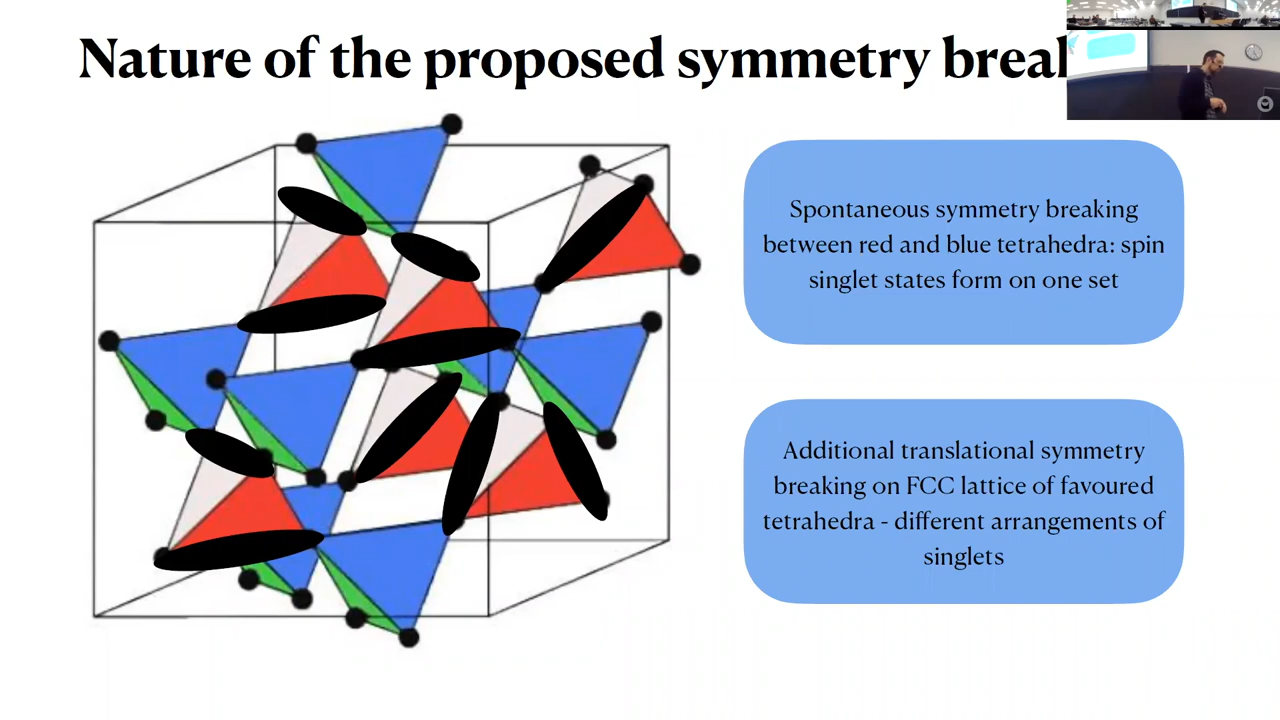 Nature of the proposed symmetry break
Spontaneous symmetry breaking
between red and blue tetrahedra: spin
singlet states form on one set
Additional translational symmetry
breaking on FCC lattice of favoured
tetrahedra - different arrangements of
singlets